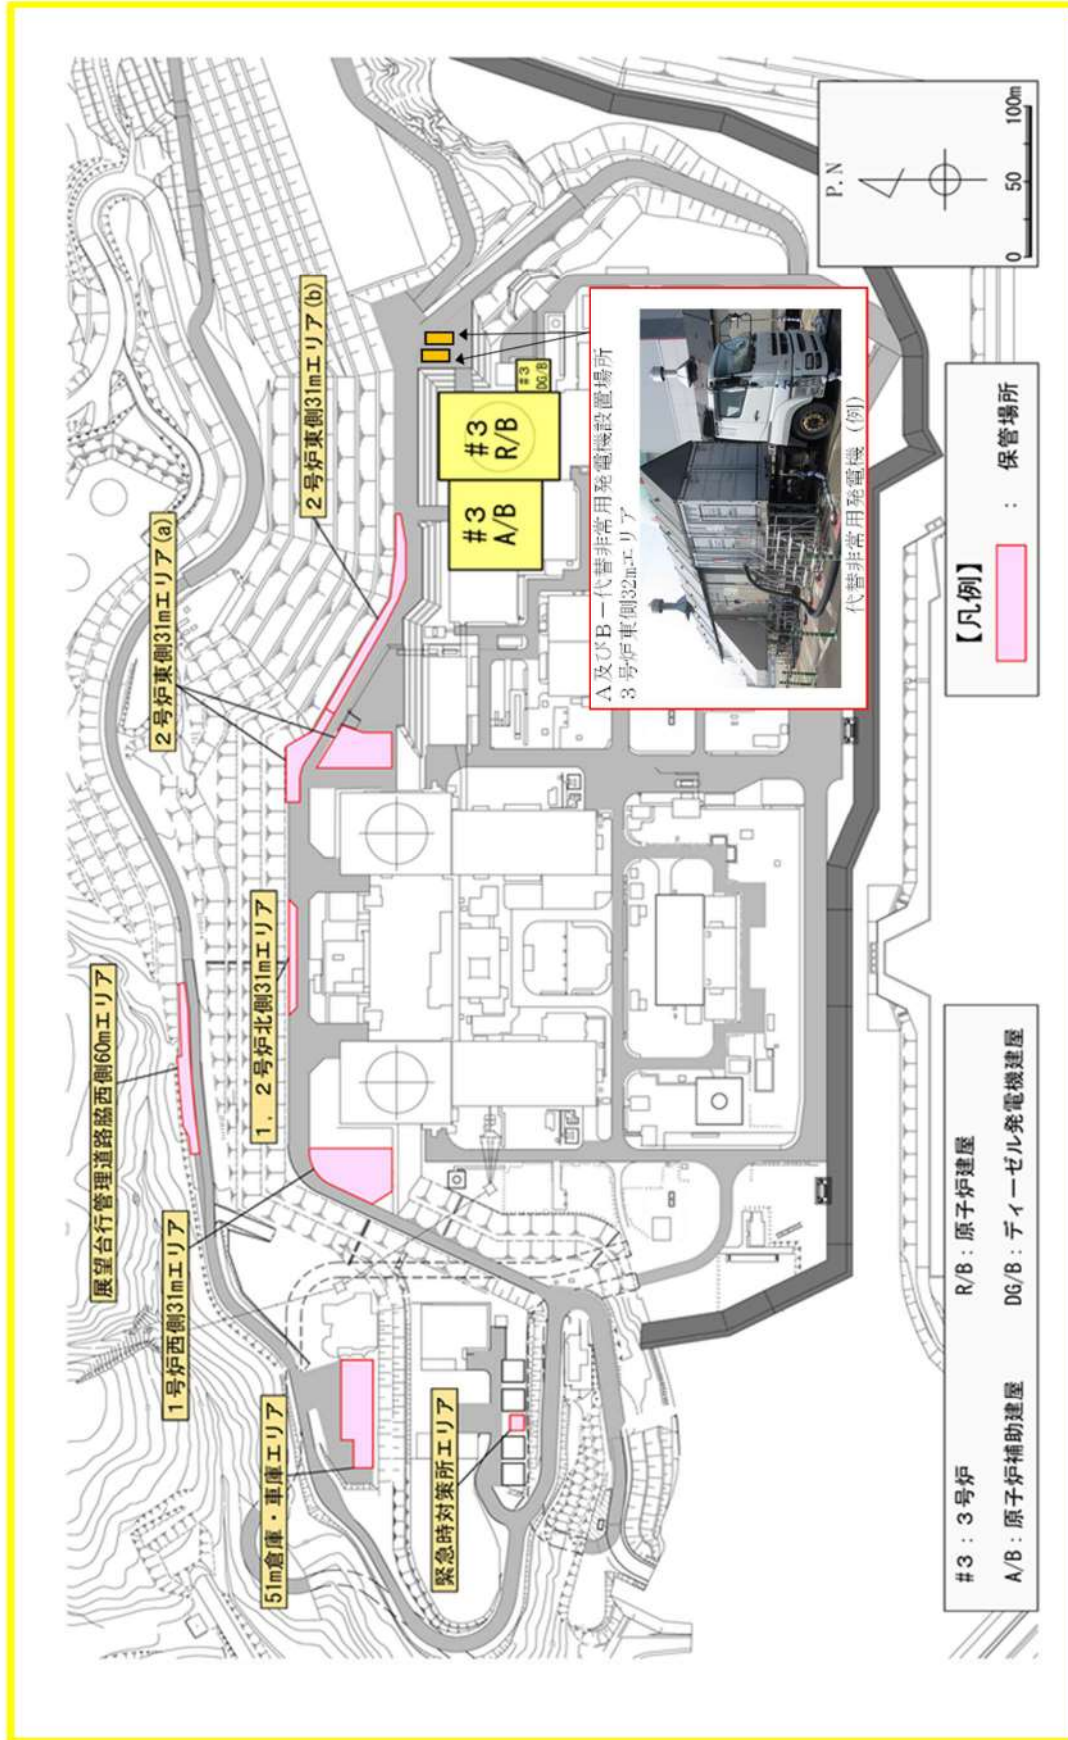 展望台行管理道路脇西側60mエリア
2号炉東側31mエリア(a)
2号炉東側31mエリア(b)
1号炉西側31mエリア
1，2号炉北側31mエリア
51m倉庫・車庫エリア
緊急時対策所エリア
#3
A/B
#3
R/B
#3
DG/B
A及びB－代替非常用発電機設置場所
3号炉東側32mエリア
代替非常用発電機（例）
P.N
0 50 100m
【凡例】
： 保管場所
#3：3号炉 R/B：原子炉建屋
A/B：原子炉補助建屋 DG/B：ディーゼル発電機建屋